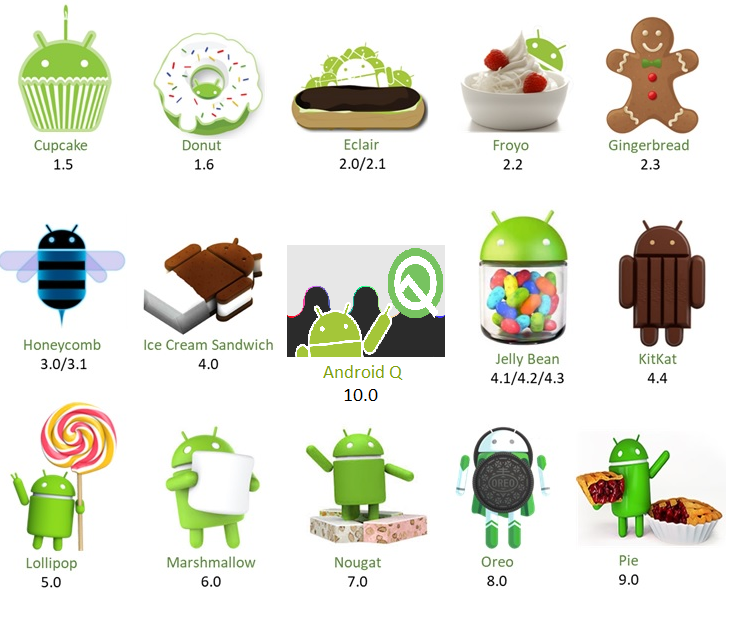 Cupcake
1.5
Donut
1.6
Eclair
2.0/2.1
Froyo
2.2
Gingerbread
2.3
Honeycomb
3.0/3.1
Ice Cream Sandwich
4.0
Q
Android Q
10.0
Jelly Bean
4.1/4.2/4.3
KitKat
4.4
Lollipop
5.0
Marshmallow
6.0
Nougat
7.0
OREO
Oreo
8.0
Pie
9.0